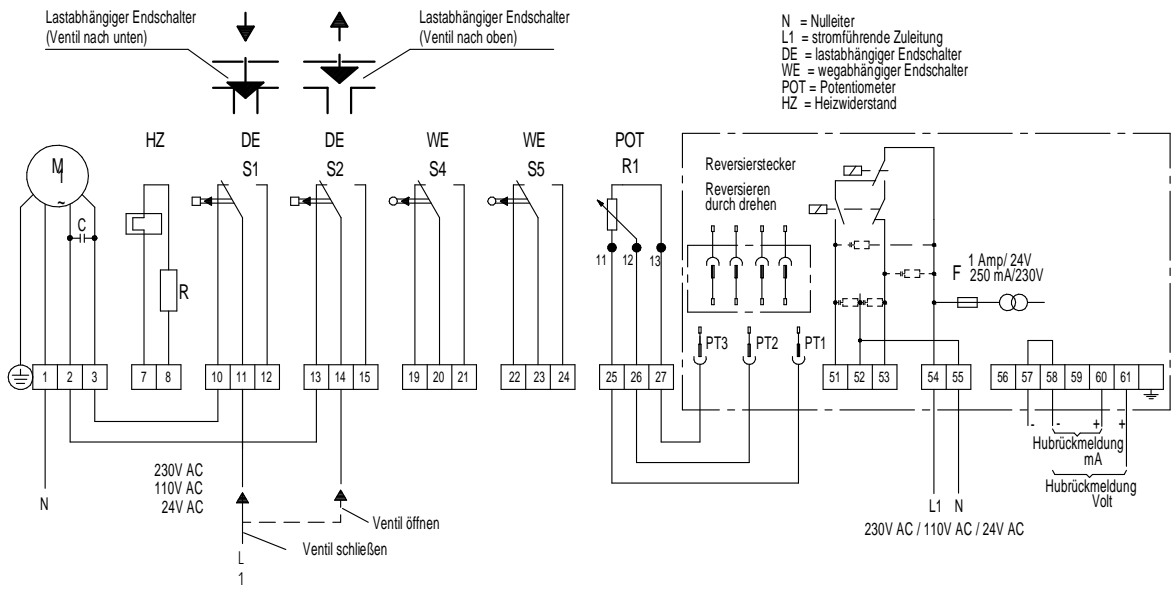 Lastabhängiger Endschalter
(Ventil nach unten)
Lastabhängiger Endschalter
(Ventil nach oben)
N = Nulleiter
L1 = stromführende Zuleitung
DE = lastabhängiger Endschalter
WE = wegabhängiger Endschalter
POT = Potentiometer
HZ = Heizwiderstand
HZ
DE
S1
DE
S2
WE
S4
WE
S5
POT
R1
M
~
C
R
11
12
13
Reversierstecker
Reversieren
durch drehen
F
1 Amp/ 24V
250 mA/230V
PT3
PT2
PT1
1
2
3
7
8
10
11
12
13
14
15
19
20
21
22
23
24
25
26
27
51
52
53
54
55
56
57
58
59
60
61
- - + +
Hubrückmeldung
mA
Hubrückmeldung
Volt
N
230V AC
110V AC
24V AC
Ventil öffnen
Ventil schließen
L
1
L1 N
230V AC / 110V AC / 24V AC